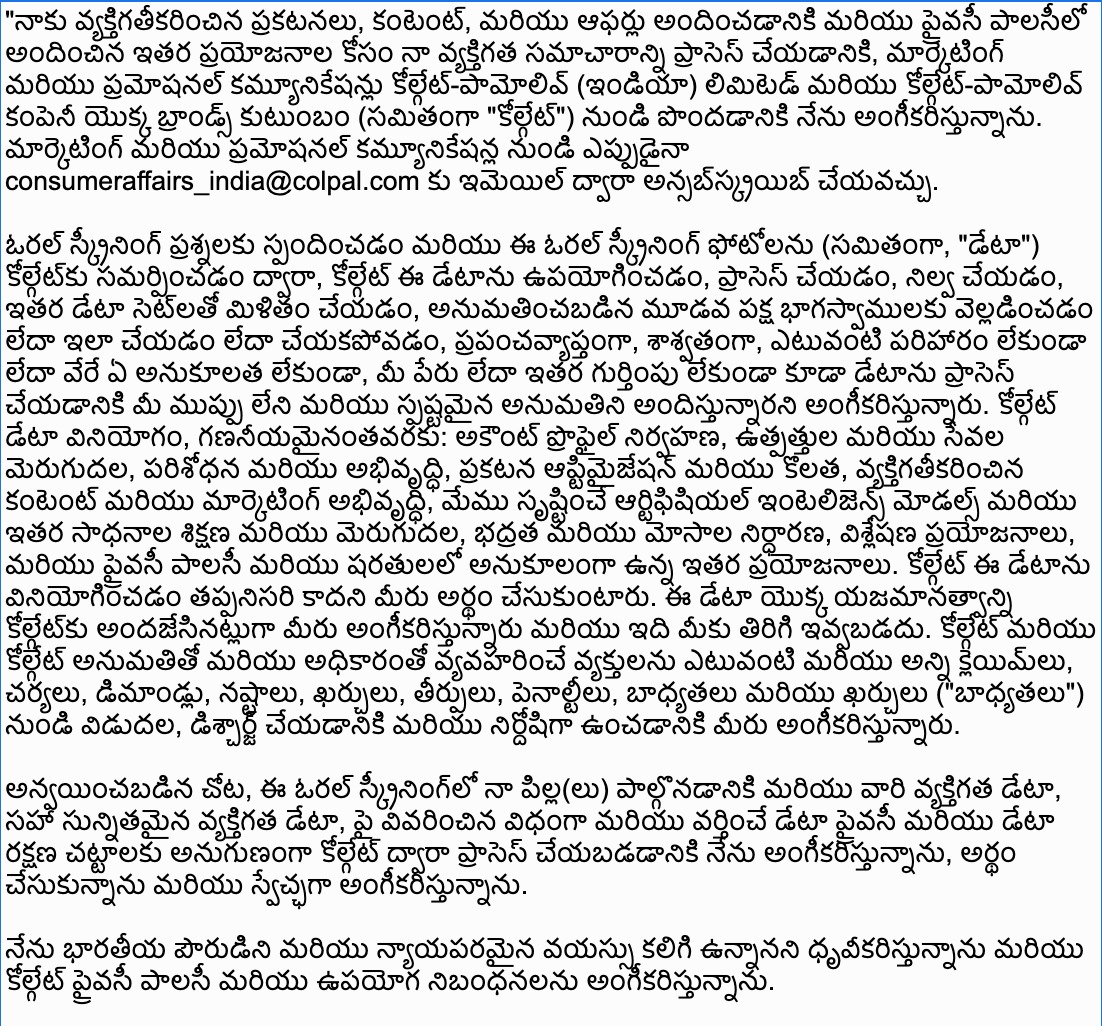 "నాకు వ్యక్తిగతీకరించిన ప్రకటనలు, కంటెంట్, మరియు ఆఫర్లు అందించడానికి మరియు పైవసీ పాలసీలో
అందించిన ఇతర ప్రయోజనాల కోసం నా వ్యక్తిగత సమాచారాన్ని ప్రాసెస్ చేయడానికి, మార్కెటింగ్
మరియు ప్రమోషనల్ కమ్యూనికేషన్లు కోల్గేట్-పామోలివ్ (ఇండియా) లిమిటెడ్ మరియు కోల్గేట్-పామోలివ్
కంపెనీ యొక్క బ్రాండ్స్ కుటుంబం (సమితంగా "కోల్గేట్") నుండి పొందడానికి నేను అంగీకరిస్తున్నాను.
మార్కెటింగ్ మరియు ప్రమోషనల్ కమ్యూనికేషన్ల నుండి ఎప్పుడైనా
consumeraffairs_india@colpal.com కు ఇమెయిల్ ద్వారా అన్సబ్‌స్క్రయిబ్ చేయవచ్చు.

ఓరల్ స్క్రీనింగ్ ప్రశ్నలకు స్పందించడం మరియు ఈ ఓరల్ స్క్రీనింగ్ ఫోటోలను (సమితంగా, "డేటా")
కోల్గేట్‌కు సమర్పించడం ద్వారా, కోల్గేట్ ఈ డేటాను ఉపయోగించడం, ప్రాసెస్ చేయడం, నిల్వ చేయడం,
ఇతర డేటా సెట్‌లతో మిళితం చేయడం, అనుమతించబడిన మూడవ పక్ష భాగస్వాములకు వెల్లడించడం
లేదా ఇలా చేయడం లేదా చేయకపోవడం, ప్రపంచవ్యాప్తంగా, శాశ్వతంగా, ఎటువంటి పరిహారం లేకుండా
లేదా వేరే ఏ అనుకూలత లేకుండా, మీ పేరు లేదా ఇతర గుర్తింపు లేకుండా కూడా డేటాను ప్రాసెస్
చేయడానికి మీ ముప్పు లేని మరియు స్పష్టమైన అనుమతిని అందిస్తున్నారని అంగీకరిస్తున్నారు. కోల్గేట్
డేటా వినియోగం, గణనీయమైనంతవరకు: అకౌంట్ ప్రొఫైల్ నిర్వహణ, ఉత్పత్తుల మరియు సేవల
మెరుగుదల, పరిశోధన మరియు అభివృద్ధి, ప్రకటన ఆప్టిమైజేషన్ మరియు కొలత, వ్యక్తిగతీకరించిన
కంటెంట్ మరియు మార్కెటింగ్ అభివృద్ధి, మేము సృష్టించే ఆర్టిఫిషియల్ ఇంటెలిజెన్స్ మోడల్స్ మరియు
ఇతర సాధనాల శిక్షణ మరియు మెరుగుదల, భద్రత మరియు మోసాల నిర్ధారణ, విశ్లేషణ ప్రయోజనాలు,
మరియు పైవసీ పాలసీ మరియు షరతులలో అనుకూలంగా ఉన్న ఇతర ప్రయోజనాలు. కోల్గేట్ ఈ డేటాను
వినియోగించడం తప్పనిసరి కాదని మీరు అర్థం చేసుకుంటారు. ఈ డేటా యొక్క యజమానత్వాన్ని
కోల్గేట్‌కు అందజేసినట్లుగా మీరు అంగీకరిస్తున్నారు మరియు ఇది మీకు తిరిగి ఇవ్వబడదు. కోల్గేట్ మరియు
కోల్గేట్ అనుమతితో మరియు అధికారంతో వ్యవహరించే వ్యక్తులను ఎటువంటి మరియు అన్ని క్లెయిమ్‌లు,
చర్యలు, డిమాండ్లు, నష్టాలు, ఖర్చులు, తీర్పులు, పెనాల్టీలు, బాధ్యతలు మరియు ఖర్చులు ("బాధ్యతలు")
నుండి విడుదల, డిశ్చార్జ్ చేయడానికి మరియు నిర్దోషిగా ఉంచడానికి మీరు అంగీకరిస్తున్నారు.

అన్వయించబడిన చోట, ఈ ఓరల్ స్క్రీనింగ్‌లో నా పిల్ల(లు) పాల్గొనడానికి మరియు వారి వ్యక్తిగత డేటా,
సహా సున్నితమైన వ్యక్తిగత డేటా, పై వివరించిన విధంగా మరియు వర్తించే డేటా పైవసీ మరియు డేటా
రక్షణ చట్టాలకు అనుగుణంగా కోల్గేట్ ద్వారా ప్రాసెస్ చేయబడడానికి నేను అంగీకరిస్తున్నాను, అర్థం
చేసుకున్నాను మరియు స్వేచ్ఛగా అంగీకరిస్తున్నాను.

నేను భారతీయ పౌరుడిని మరియు న్యాయపరమైన వయస్సు కలిగి ఉన్నానని ధృవీకరిస్తున్నాను మరియు
కోల్గేట్ ప్రైవసీ పాలసీ మరియు ఉపయోగ నిబంధనలను అంగీకరిస్తున్నాను.